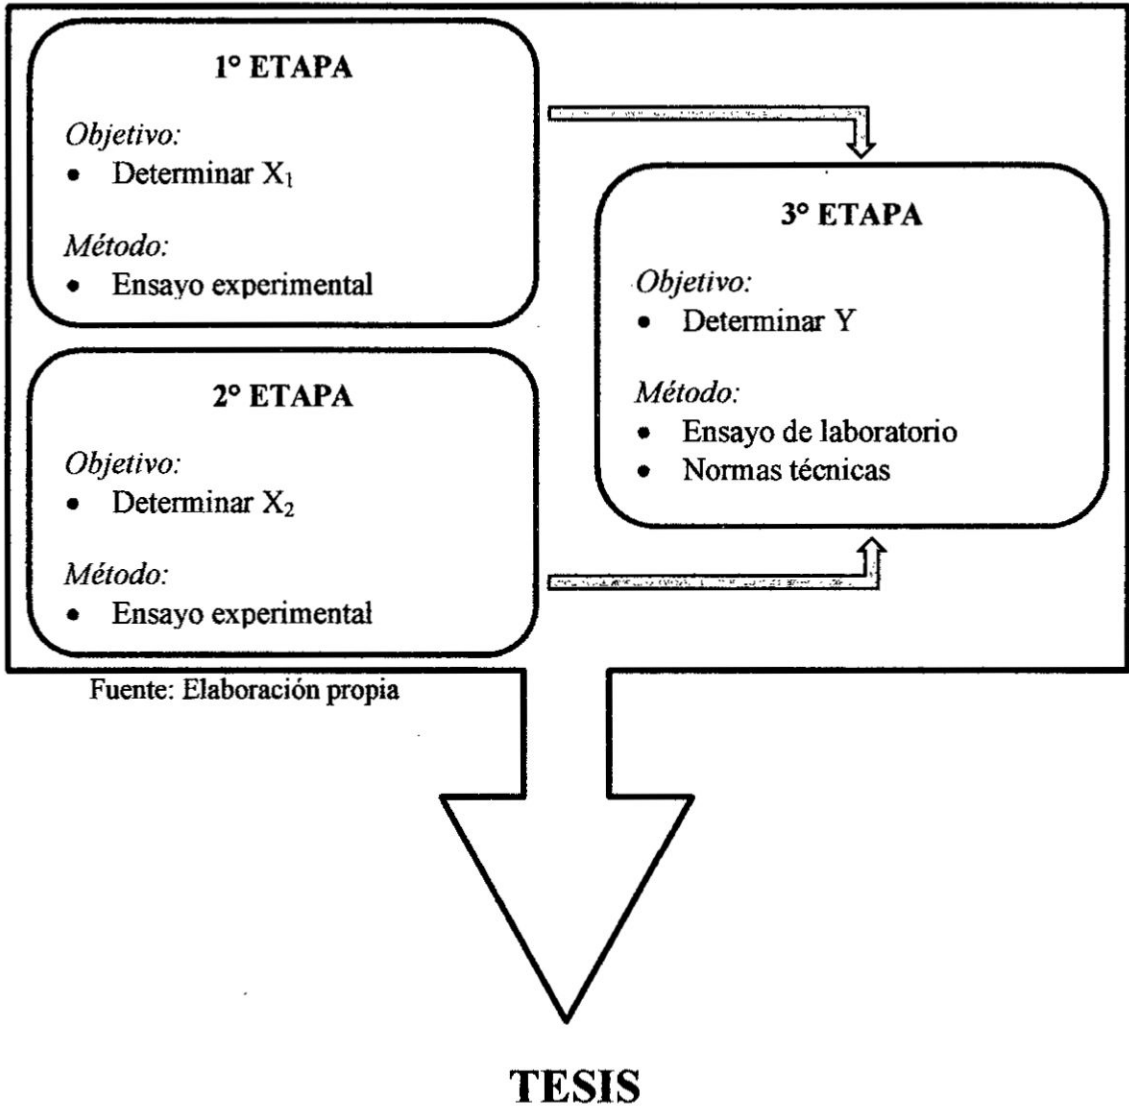 1° ETAPA
Objetivo:
• Determinar X₁
Método:
• Ensayo experimental
2° ETAPA
Objetivo:
• Determinar X₂
Método:
• Ensayo experimental
3° ETAPA
Objetivo:
• Determinar Y
Método:
• Ensayo de laboratorio
• Normas técnicas
Fuente: Elaboración propia
TESIS